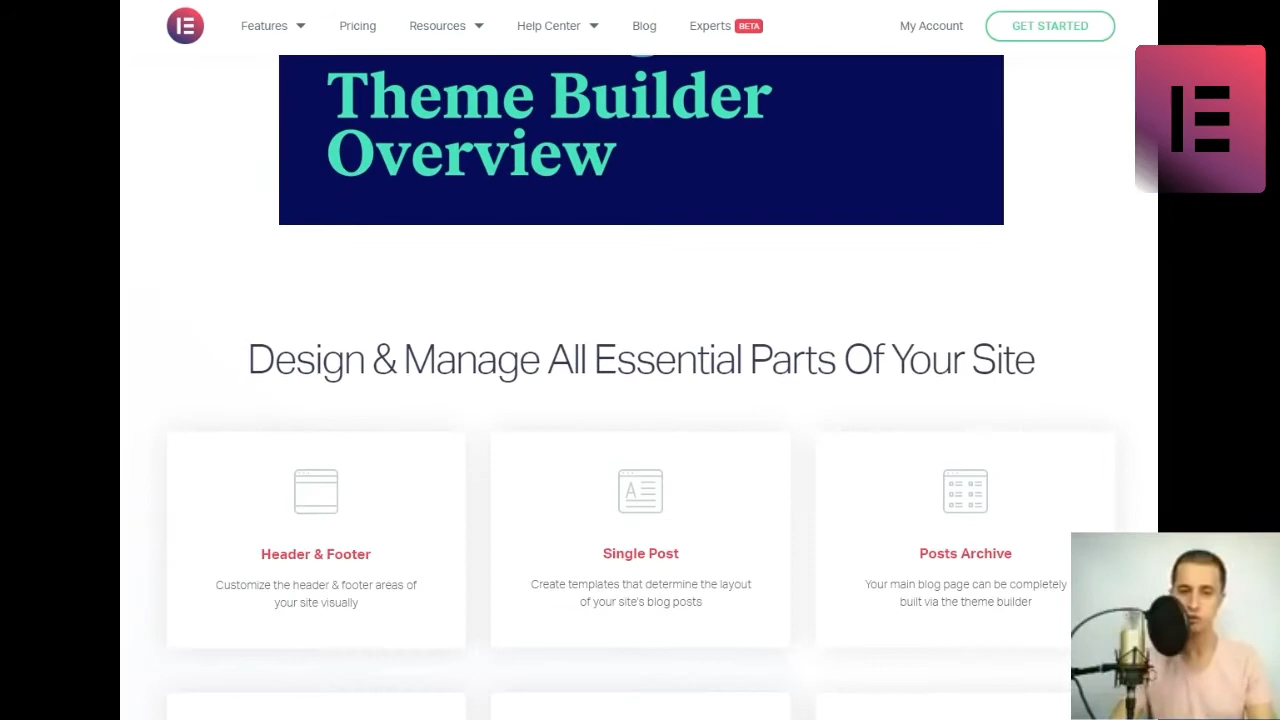 Features
Pricing
Resources
Help Center
Blog
Experts BETA
My Account
GET STARTED
Theme Builder
Overview
Design & Manage All Essential Parts Of Your Site
Header & Footer
Customize the header & footer areas of
your site visually
Single Post
Create templates that determine the layout
of your site's blog posts
Posts Archive
Your main blog page can be completely
built via the theme builder